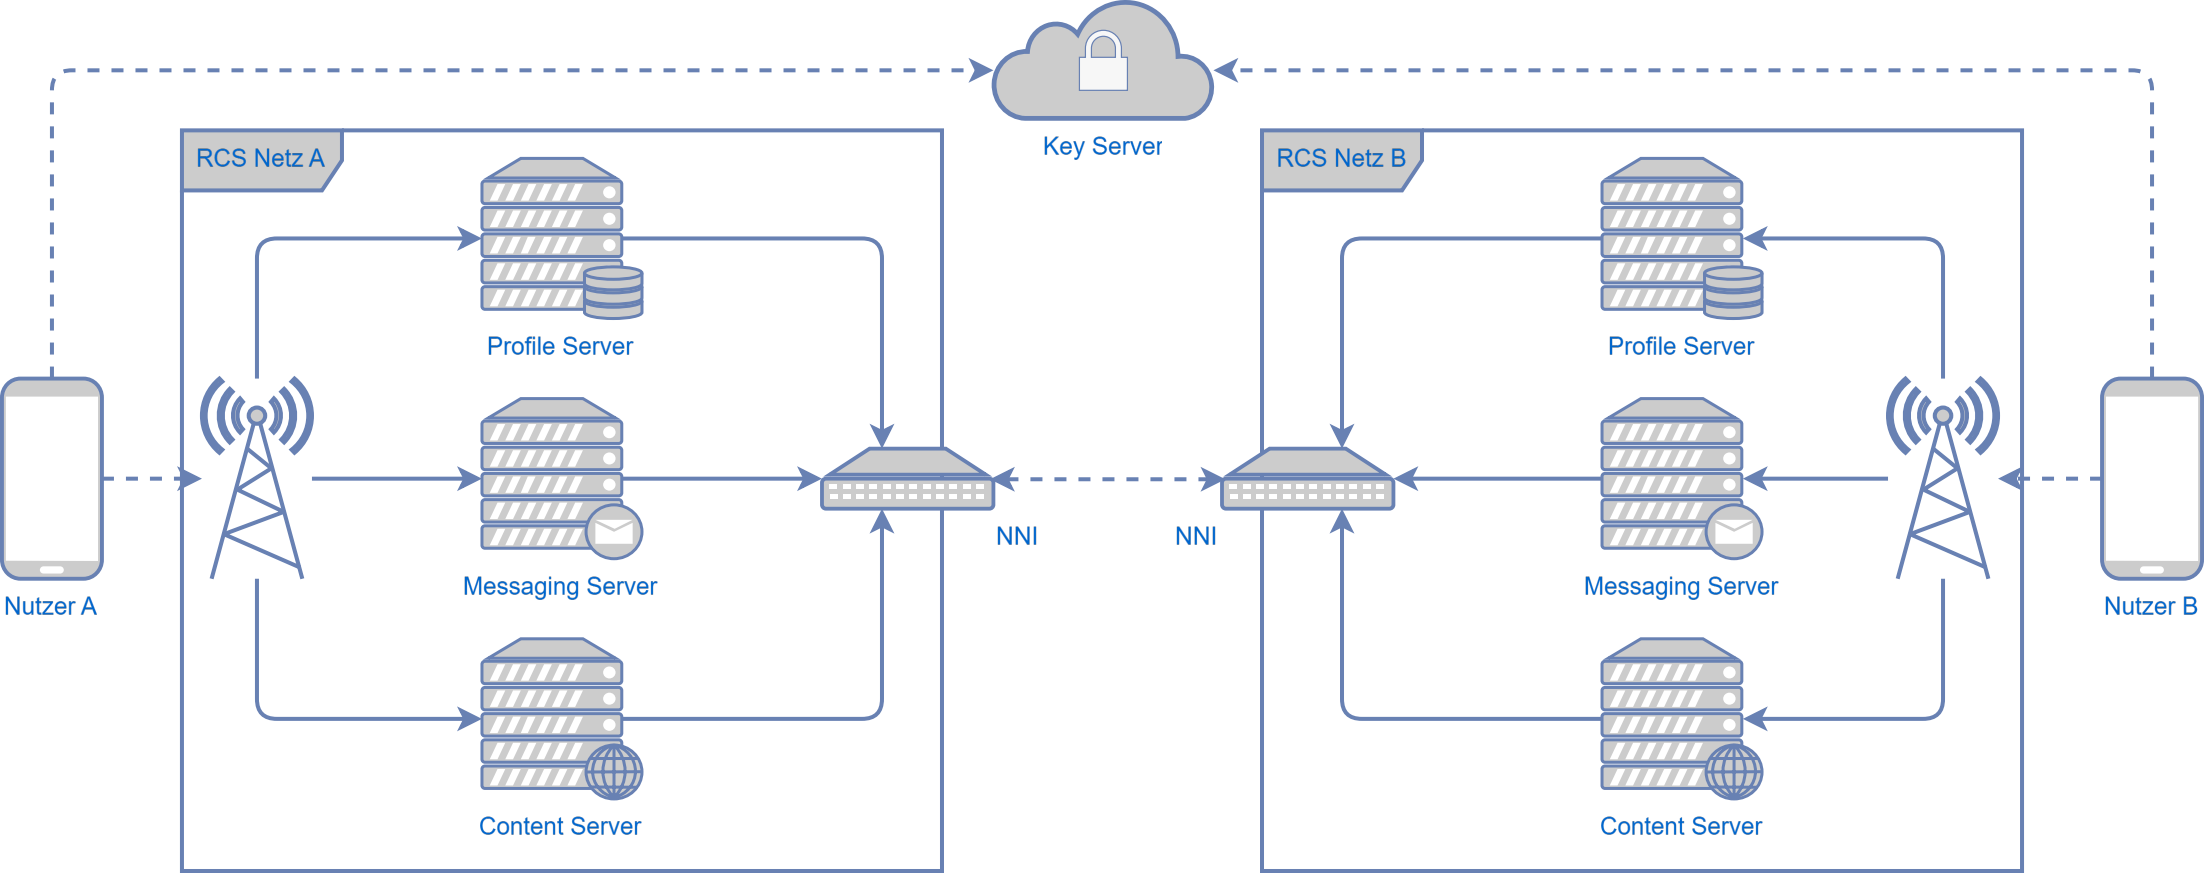 Key Server
RCS Netz A
RCS Netz B
Profile Server
Profile Server
NNI
NNI
Messaging Server
Messaging Server
Nutzer A
Nutzer B
Content Server
Content Server